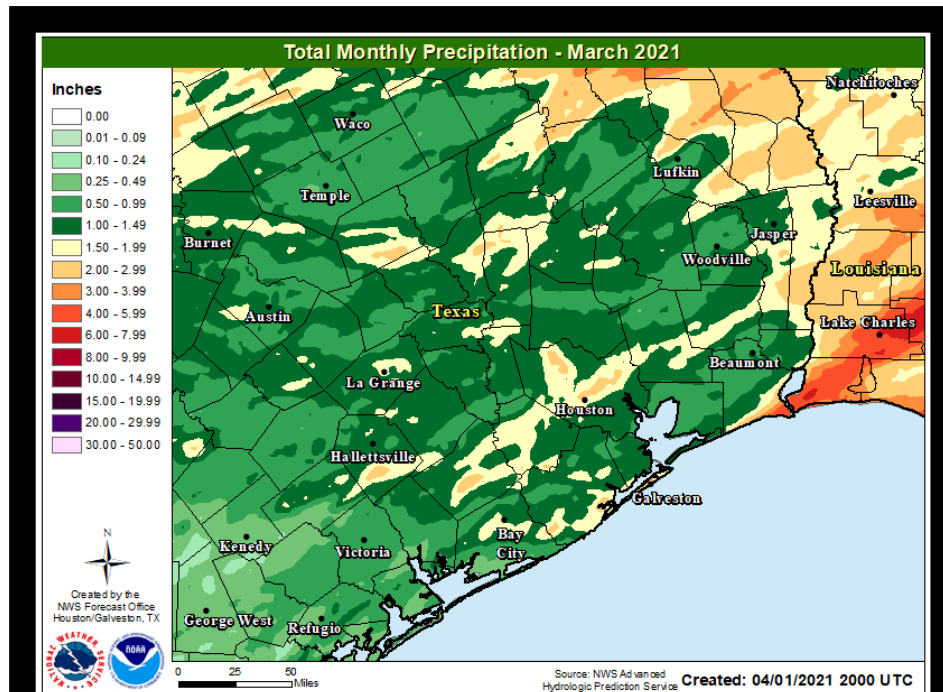 Total Monthly Precipitation - March 2021
Inches
0.00
0.01 - 0.09
0.10 - 0.24
0.25 - 0.49
0.50 - 0.99
1.00 - 1.49
1.50 - 1.99
2.00 - 2.99
3.00 - 3.99
4.00 - 5.99
6.00 - 7.99
8.00 - 9.99
10.00 - 14.99
15.00 - 19.99
20.00 - 29.99
30.00 - 50.00
Natchitoches
Waco
Lufkin
Temple
Leesville
Burnet
Jasper
Woodville
Louisiana
Austin
Texas
Lake Charles
Beaumont
La Grange
Houston
Hallettsville
Galveston
Bay
City
Kenedy
Victoria
George West
Refugio
N
Created by the
NWS Forecast Office
Houston/Galveston, TX
NATIONAL WEATHER SERVICE
NOAA
0 25 50
Miles
Source: NWS Advanced
Hydrologic Prediction Service
Created: 04/01/2021 2000 UTC